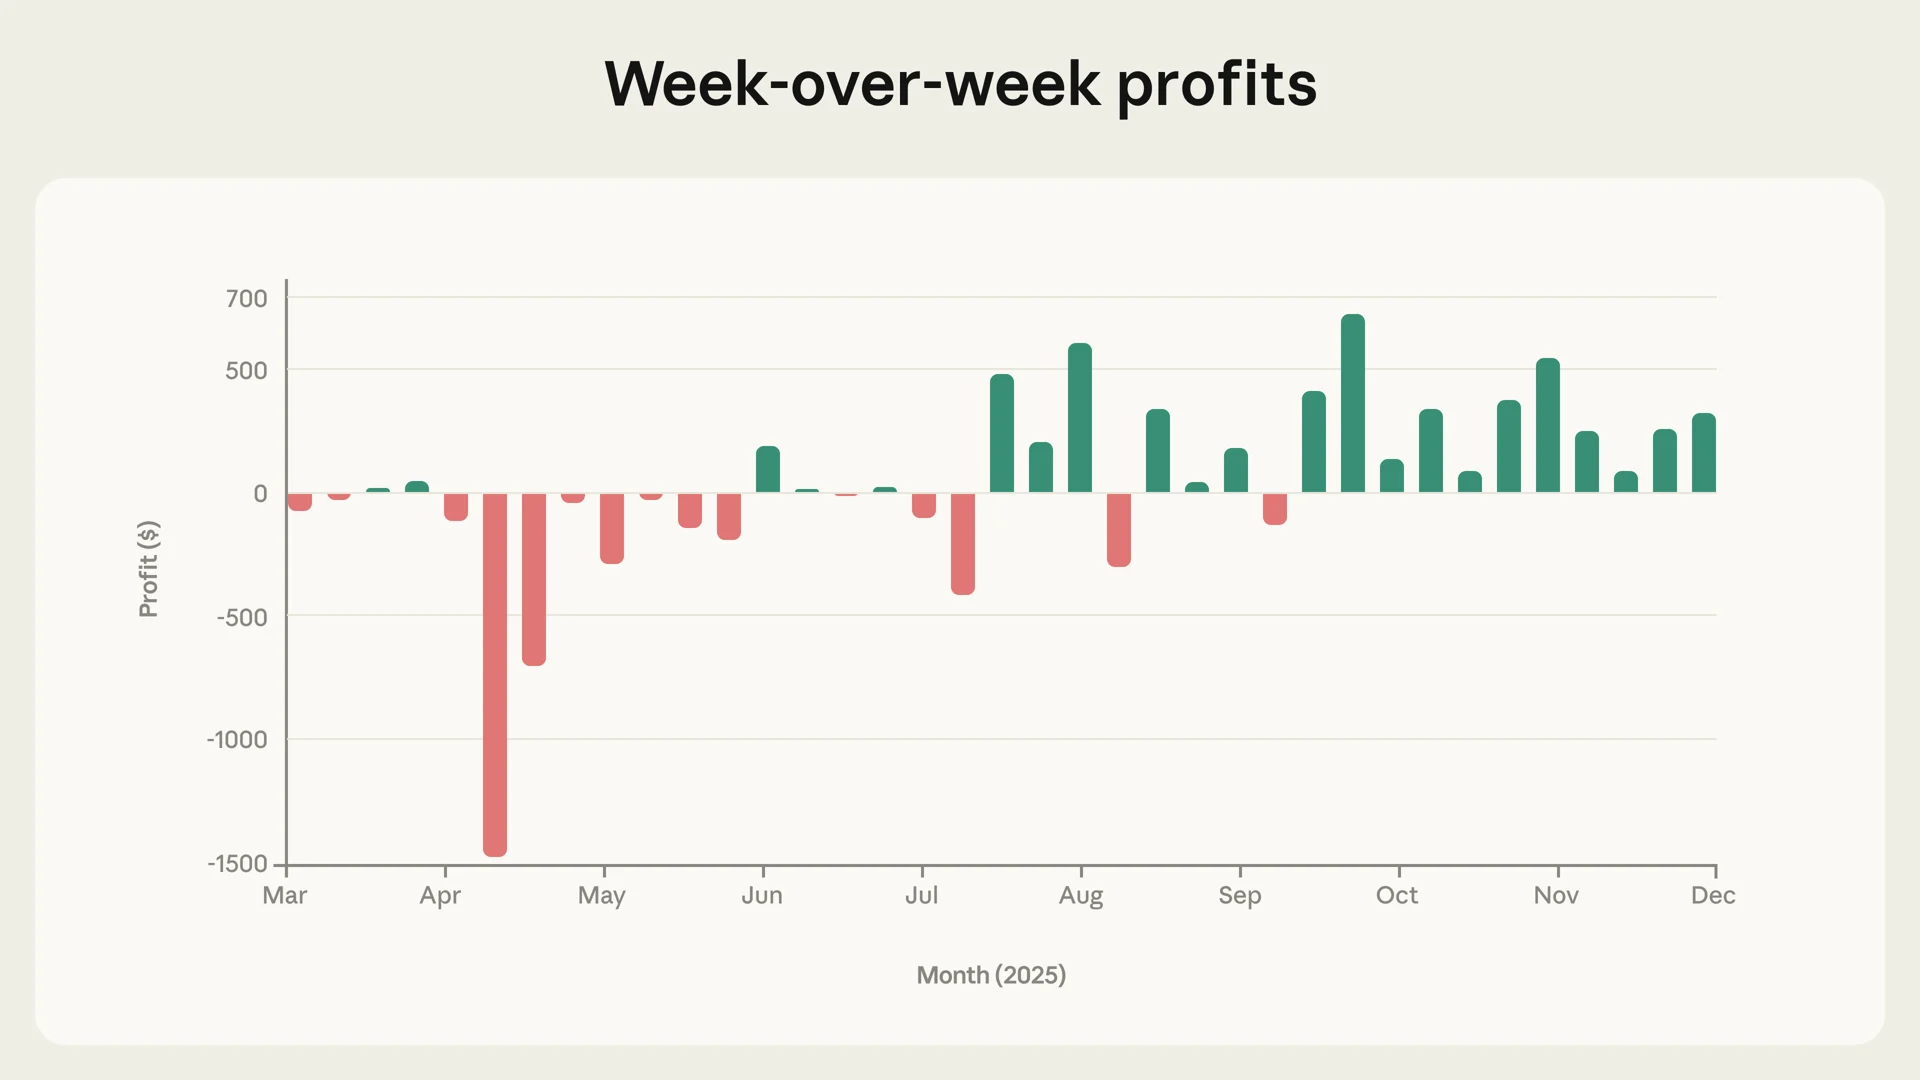 Week-over-week profits
700
500
0
-500
-1000
-1500
Profit ($)
Mar Apr May Jun Jul Aug Sep Oct Nov Dec
Month (2025)